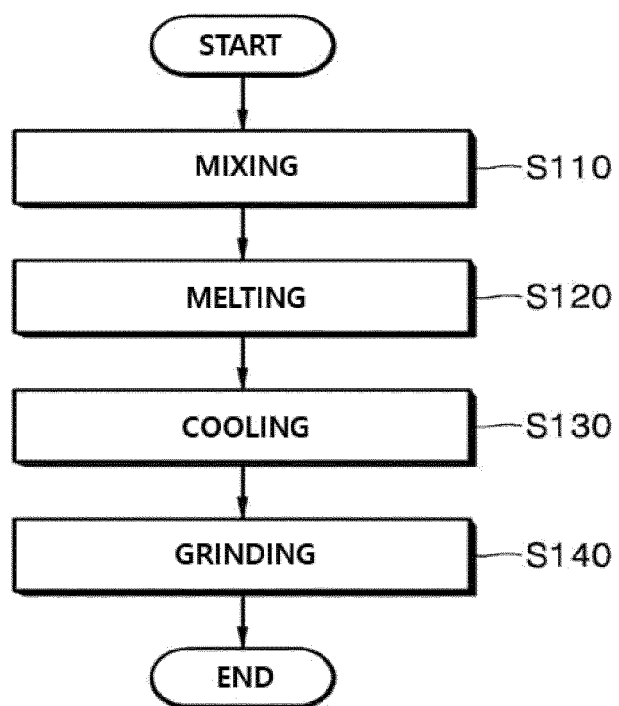 START
MIXING S110
MELTING S120
COOLING S130
GRINDING S140
END